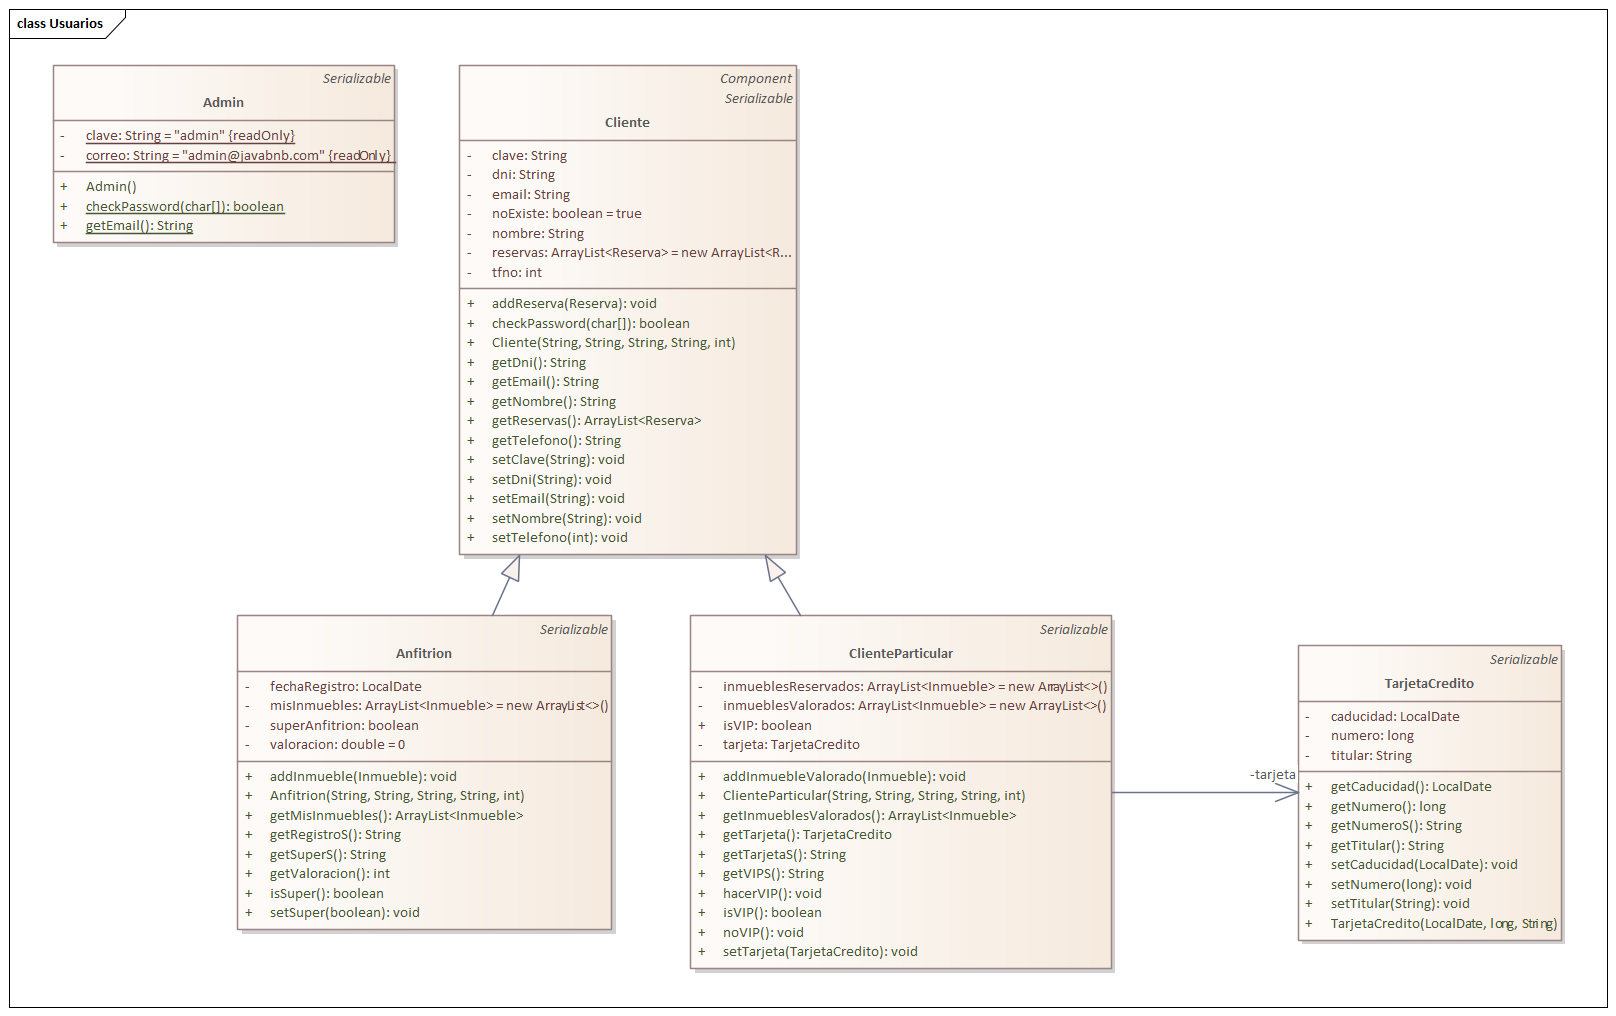 class Usuarios
Serializable
Admin
- clave: String = "admin" {readOnly}
- correo: String = "admin@javabnb.com" {readOnly}
+ Admin()
+ checkPassword(char[]): boolean
+ getEmail(): String
Component
Serializable
Cliente
- clave: String
- dni: String
- email: String
- noExiste: boolean = true
- nombre: String
- reservas: ArrayList<Reserva> = new ArrayList<R...
- tfno: int
+ addReserva(Reserva): void
+ checkPassword(char[]): boolean
+ Cliente(String, String, String, String, int)
+ getDni(): String
+ getEmail(): String
+ getNombre(): String
+ getReservas(): ArrayList<Reserva>
+ getTelefono(): String
+ setClave(String): void
+ setDni(String): void
+ setEmail(String): void
+ setNombre(String): void
+ setTelefono(int): void
Serializable
Anfitrion
- fechaRegistro: LocalDate
- misInmuebles: ArrayList<Inmueble> = new ArrayList<>()
- superAnfitrion: boolean
- valoracion: double = 0
+ addInmueble(Inmueble): void
+ Anfitrion(String, String, String, String, int)
+ getMisInmuebles(): ArrayList<Inmueble>
+ getRegistroS(): String
+ getSuperS(): String
+ getValoracion(): int
+ isSuper(): boolean
+ setSuper(boolean): void
Serializable
ClienteParticular
- inmueblesReservados: ArrayList<Inmueble> = new ArrayList<>()
- inmueblesValorados: ArrayList<Inmueble> = new ArrayList<>()
+ isVIP: boolean
- tarjeta: TarjetaCredito
+ addInmuebleValorado(Inmueble): void
+ ClienteParticular(String, String, String, String, int)
+ getInmueblesValorados(): ArrayList<Inmueble>
+ getTarjeta(): TarjetaCredito
+ getTarjetaS(): String
+ getVIPS(): String
+ hacerVIP(): void
+ isVIP(): boolean
+ noVIP(): void
+ setTarjeta(TarjetaCredito): void
-tarjeta
Serializable
TarjetaCredito
- caducidad: LocalDate
- numero: long
- titular: String
+ getCaducidad(): LocalDate
+ getNumero(): long
+ getNumeroS(): String
+ getTitular(): String
+ setCaducidad(LocalDate): void
+ setNumero(long): void
+ setTitular(String): void
+ TarjetaCredito(LocalDate, long, String)